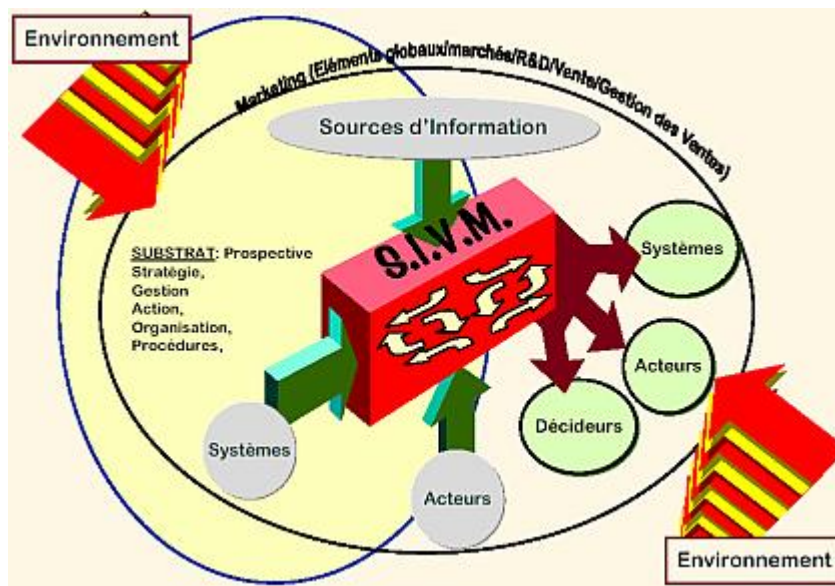 Environnement
Marketing (Eléments globaux/marchés/R&D/Vente/Gestion des Ventes)
Sources d'Information
S.I.V.M.
SUBSTRAT: Prospective
Stratégie,
Gestion
Action,
Organisation,
Procédures,
Systèmes
Acteurs
Décideurs
Systèmes
Acteurs
Environnement